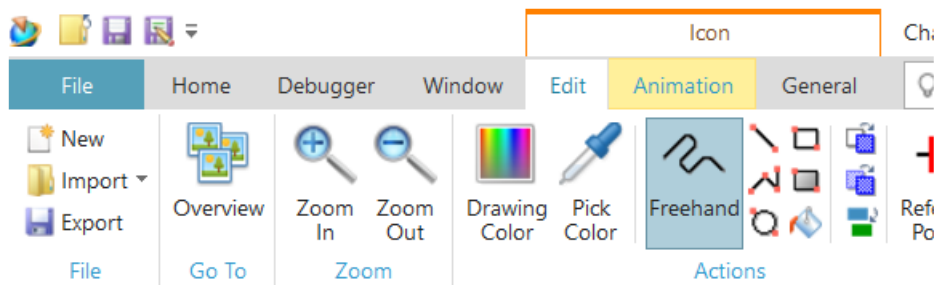 Icon
Cha
File Home Debugger Window Edit Animation General
New
Import
Export
Overview
Zoom In
Zoom Out
Drawing Color
Pick Color
Freehand
File Go To Zoom Actions